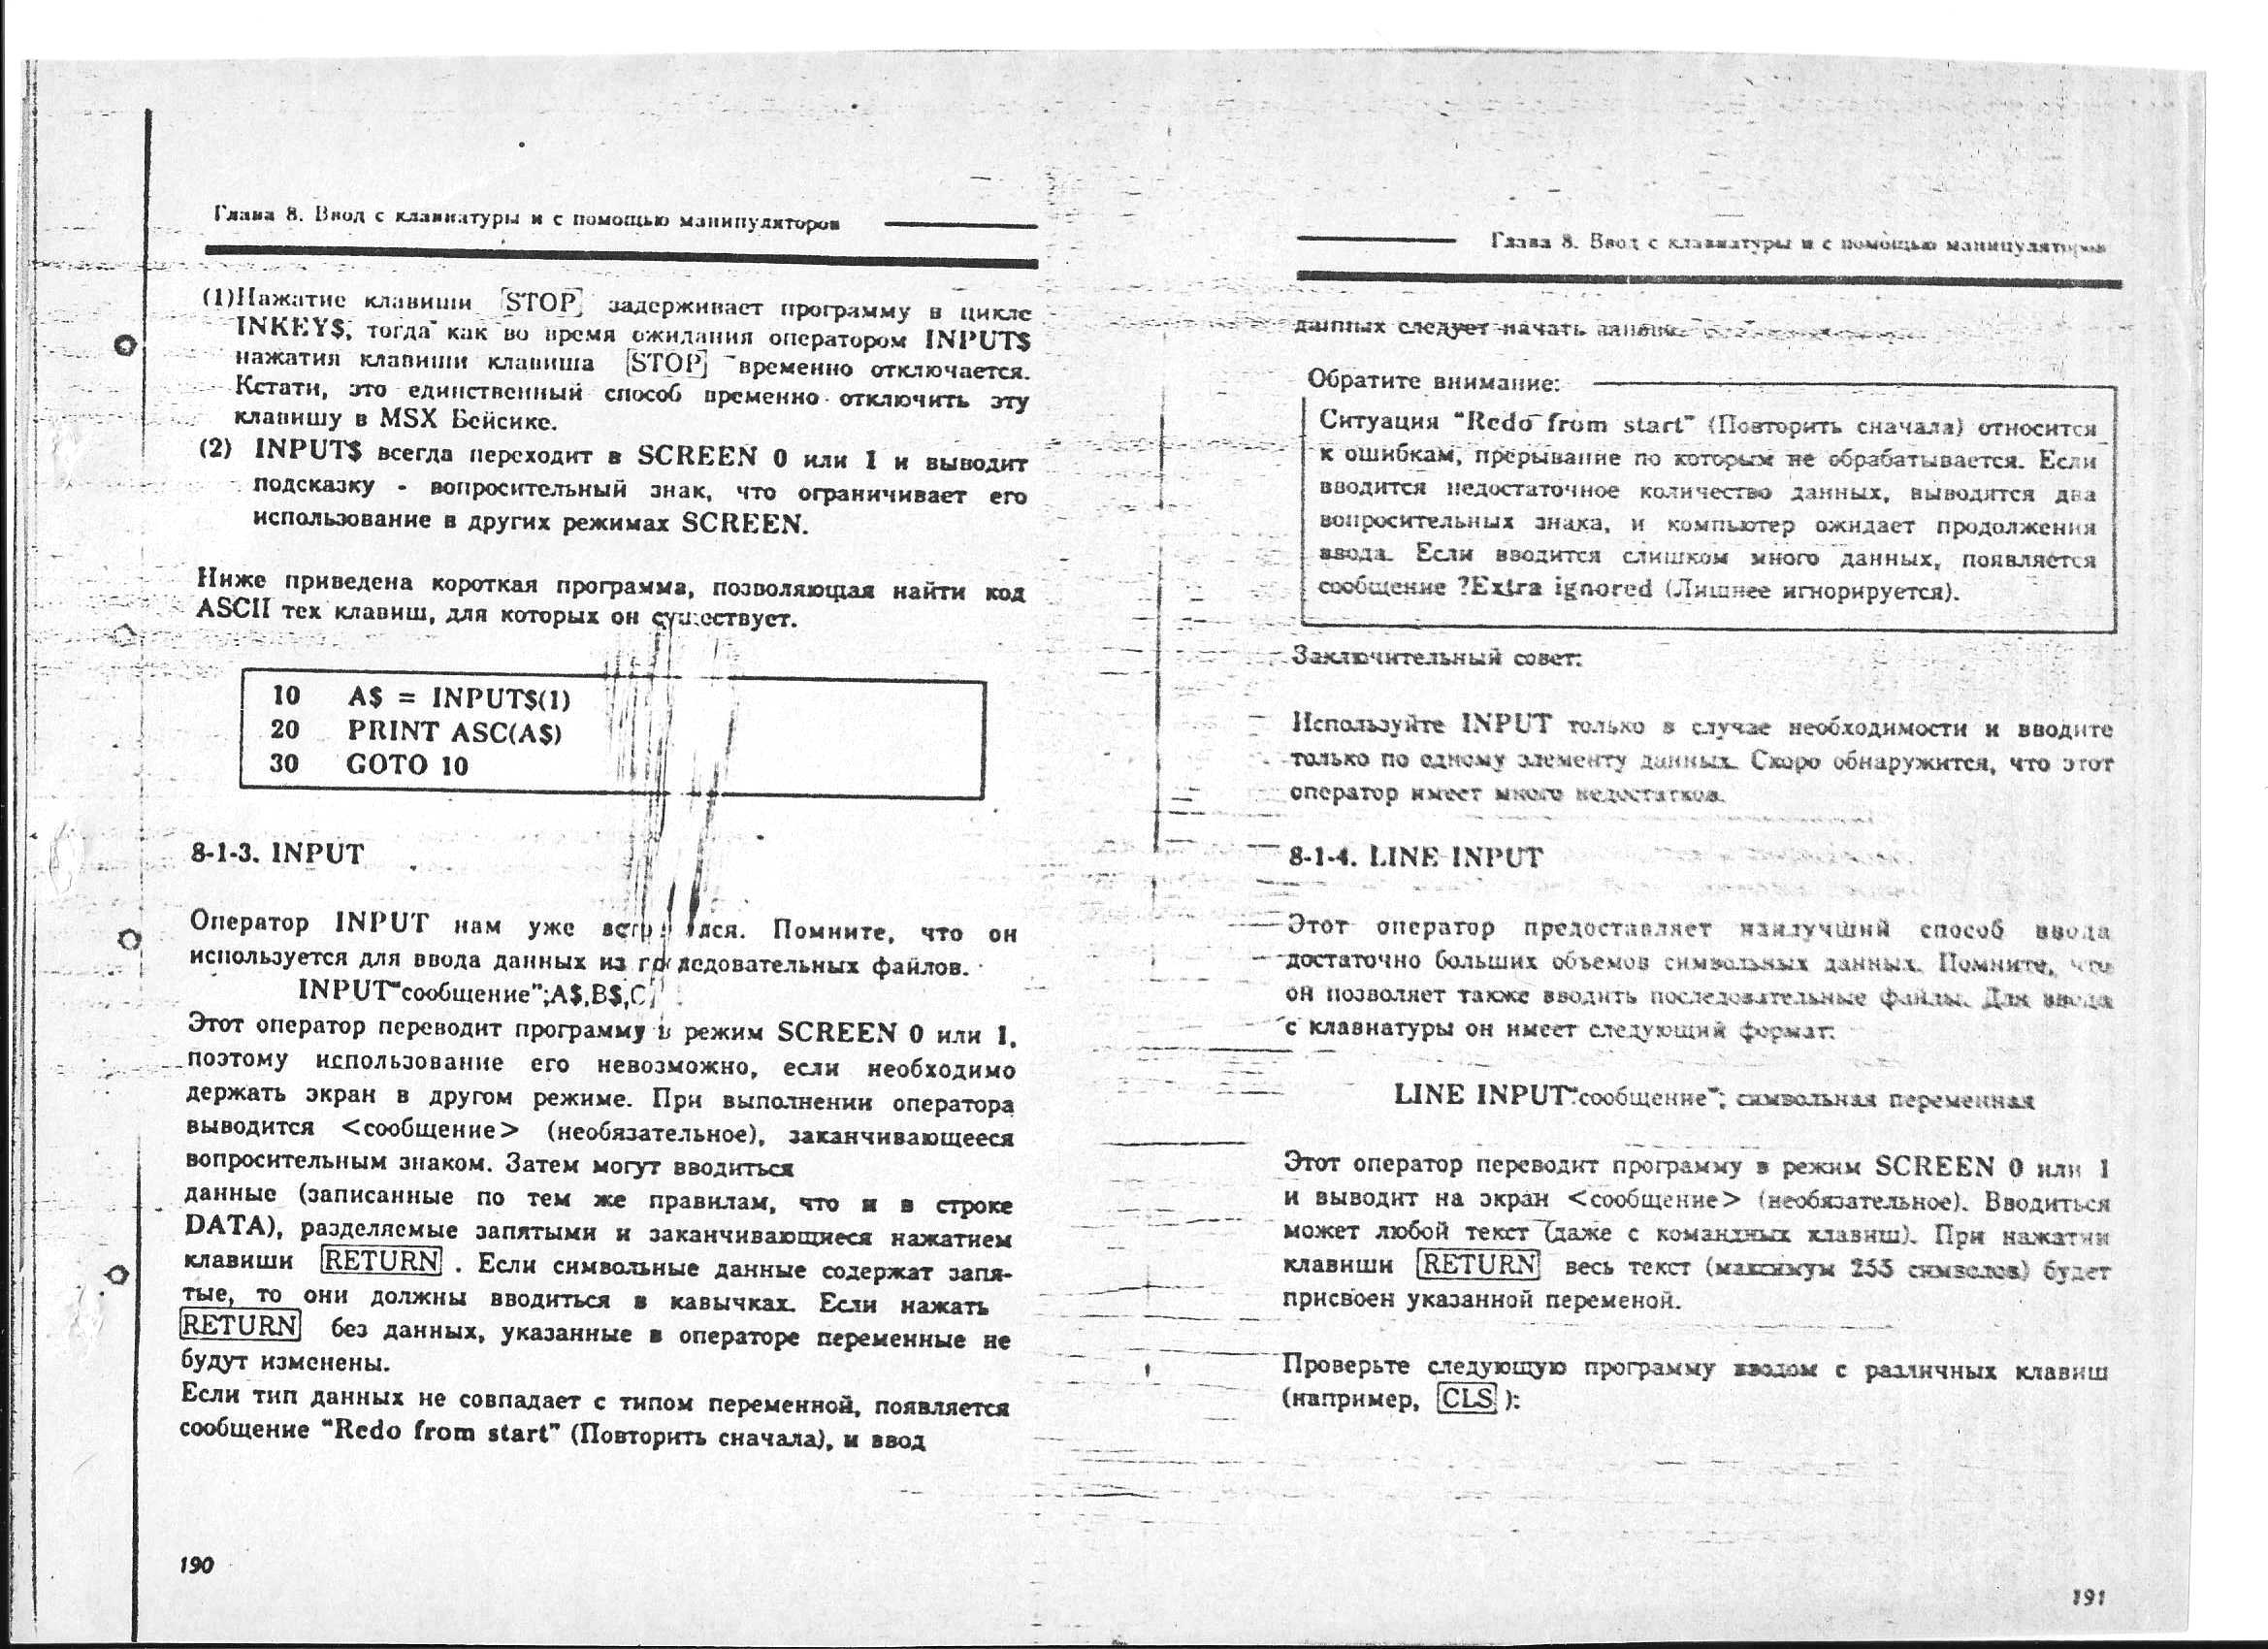 Глава 8. Ввод с клавиатуры и с помощью манипуляторов
(1)Нажатие клавиши STOP задерживает программу в цикле
INKEY$, тогда как во время ожидания оператором INPUT$
нажатия клавиши клавиша STOP временно отключается.
Кстати, это единственный способ временно отключить эту
клавишу в MSX Бейсике.
(2) INPUT$ всегда переходит в SCREEN 0 или 1 и выводит
подсказку - вопросительный знак, что ограничивает его
использование в других режимах SCREEN.
Ниже приведена короткая программа, позволяющая найти код
ASCII тех клавиш, для которых он существует.
10 A$ = INPUT$(1)
20 PRINT ASC(A$)
30 GOTO 10
8-1-3. INPUT
Оператор INPUT нам уже Помните, что он
используется для ввода данных из файлов.
INPUT"сообщение";A$,B$,C
Этот оператор переводит программу в режим SCREEN 0 или 1,
поэтому использование его невозможно, если необходимо
держать экран в другом режиме. При выполнении оператора
выводится <сообщение> (необязательное), заканчивающееся
вопросительным знаком. Затем могут вводиться
данные (записанные по тем же правилам, что и в строке
DATA), разделяемые запятыми и заканчивающиеся нажатием
клавиши RETURN . Если символьные данные содержат запя-
тые, то они должны вводиться в кавычках. Если нажать
RETURN без данных, указанные в операторе переменные не
будут изменены.
Если тип данных не совпадает с типом переменной, появляется
сообщение "Redo from start" (Повторить сначала), и ввод
190
Глава 8. Ввод с клавиатуры и с помощью манипуляторов
данных следует начать заново.
Обратите внимание:
Ситуация "Redo from start" (Повторить сначала) относится
к ошибкам, прерывание по которым не обрабатывается. Если
вводится недостаточное количество данных, выводятся два
вопросительных знака, и компьютер ожидает продолжения
ввода. Если вводится слишком много данных, появляется
сообщение ?Extra ignored (Лишнее игнорируется).
Заключительный совет:
Используйте INPUT только в случае необходимости и вводите
только по одному элементу данных. Скоро обнаружится, что этот
оператор имеет много недостатков.
8-1-4. LINE INPUT
Этот оператор предоставляет наилучший способ ввода
достаточно больших объемов символьных данных. Помните, что
он позволяет также вводить последовательные файлы. Для ввода
с клавиатуры он имеет следующий формат:
LINE INPUT"сообщение"; символьная переменная
Этот оператор переводит программу в режим SCREEN 0 или 1
и выводит на экран <сообщение> (необязательное). Вводиться
может любой текст (даже с командных клавиш). При нажатии
клавиши RETURN весь текст (максимум 255 символов) будет
присвоен указанной переменой.
Проверьте следующую программу вводом с различных клавиш
(например, CLS ):
191